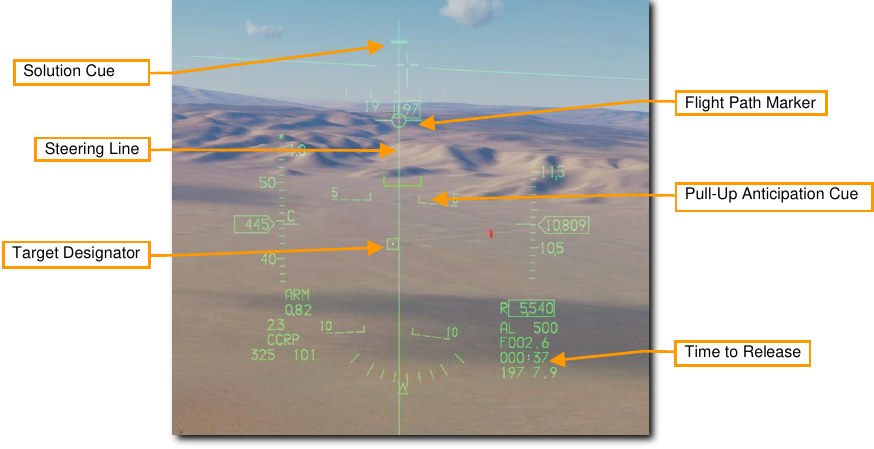 Solution Cue
Flight Path Marker
19 97
Steering Line
1.0
50
5
11,5
Pull-Up Anticipation Cue
445 C
10,809
Target Designator
10,5
40
ARM
0.82
2.3
CCRP
325 101
10
10
R 5,540
AL 500
F002.6
000:37
197 7.9
Time to Release